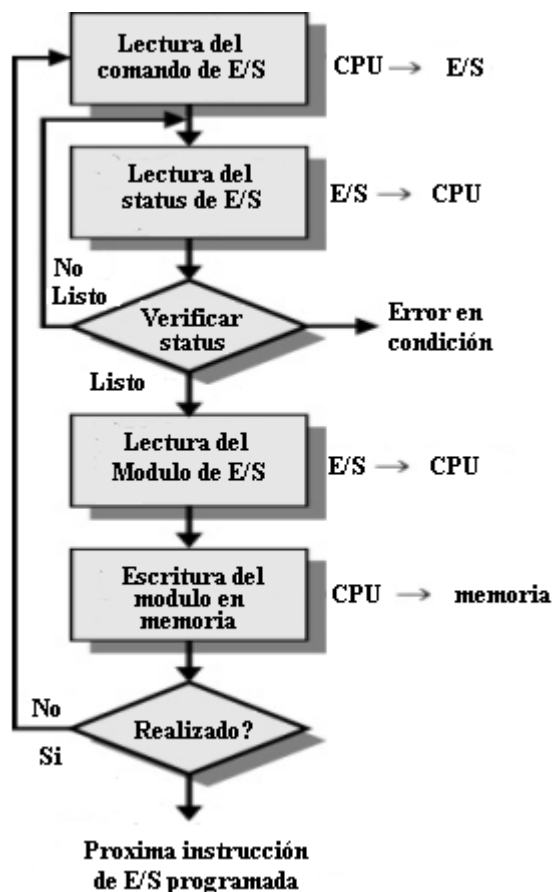 Lectura del
comando de E/S
CPU → E/S
Lectura del
status de E/S
E/S → CPU
No
Listo
Verificar
status
Error en
condición
Listo
Lectura del
Modulo de E/S
E/S → CPU
Escritura del
modulo en
memoria
CPU → memoria
No
Realizado?
Si
Proxima instrucción
de E/S programada